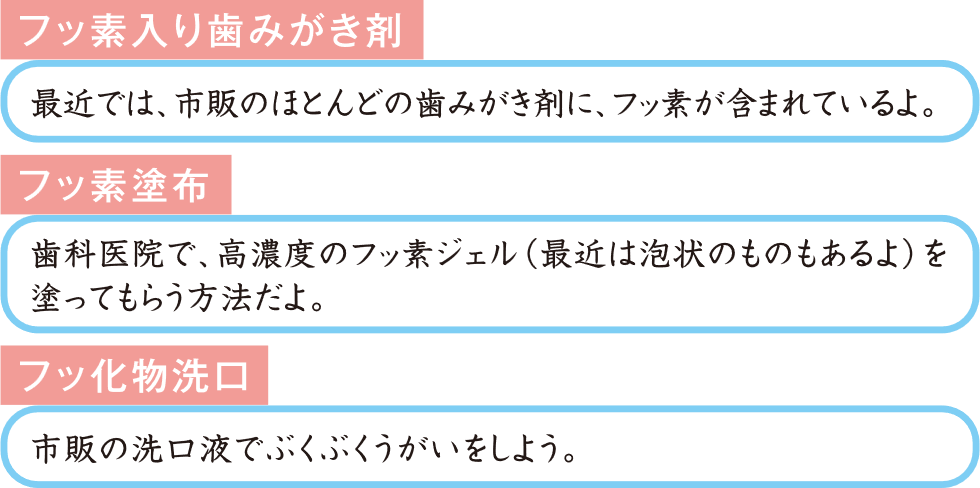 フッ素入り歯みがき剤
最近では、市販のほとんどの歯みがき剤に、フッ素が含まれているよ。
フッ素塗布
歯科医院で、高濃度のフッ素ジェル（最近は泡状のものもあるよ）を
塗ってもらう方法だよ。
フッ化物洗口
市販の洗口液でぶくぶくうがいをしよう。